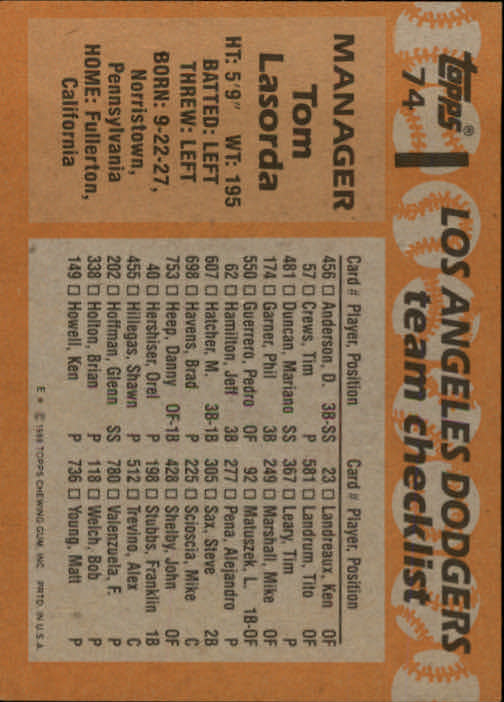 topps®
74
LOS ANGELES DODGERS
team checklist
MANAGER
Tom
Lasorda
HT: 5'9" WT: 195
BATTED: LEFT
THREW: LEFT
BORN: 9-22-27,
Norristown,
Pennsylvania
HOME: Fullerton,
California
Card # Player, Position
456 □ Anderson, D. 3B-SS
57 □ Crews, Tim P
481 □ Duncan, Mariano SS
174 □ Garner, Phil 3B
550 □ Guerrero, Pedro OF
62 □ Hamilton, Jeff 3B
607 □ Hatcher, M. 3B-1B
698 □ Havens, Brad P
753 □ Heep, Danny OF-1B
40 □ Hershiser, Orel P
455 □ Hillegas, Shawn P
202 □ Hoffman, Glenn SS
338 □ Holton, Brian P
149 □ Howell, Ken P
Card # Player, Position
23 □ Landreaux, Ken OF
581 □ Landrum, Tito OF
367 □ Leary, Tim P
249 □ Marshall, Mike OF
92 □ Matuszek, L. 1B-OF
277 □ Pena, Alejandro P
305 □ Sax, Steve 2B
225 □ Scioscia, Mike C
428 □ Shelby, John OF
198 □ Stubbs, Franklin 1B
512 □ Trevino, Alex C
780 □ Valenzuela, F. P
118 □ Welch, Bob P
736 □ Young, Matt P
E * © 1988 TOPPS CHEWING GUM, INC. PRTD. IN U.S.A.